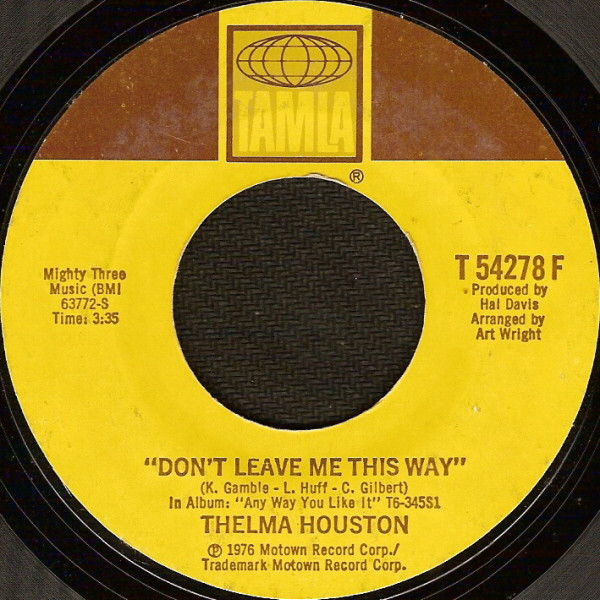 TAMLA
®
Mighty Three
Music (BMI
63772-S
Time: 3:35
T 54278 F
Produced by
Hal Davis
Arranged by
Art Wright
"DON'T LEAVE ME THIS WAY"
(K. Gamble - L. Huff - C. Gilbert)
In Album: "Any Way You Like It" T6-345S1
THELMA HOUSTON
℗ 1976 Motown Record Corp./
Trademark Motown Record Corp.